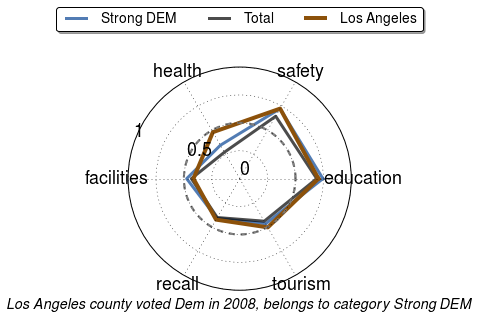 Strong DEM Total Los Angeles
health safety
1
0.5
0
facilities education
recall tourism
Los Angeles county voted Dem in 2008, belongs to category Strong DEM